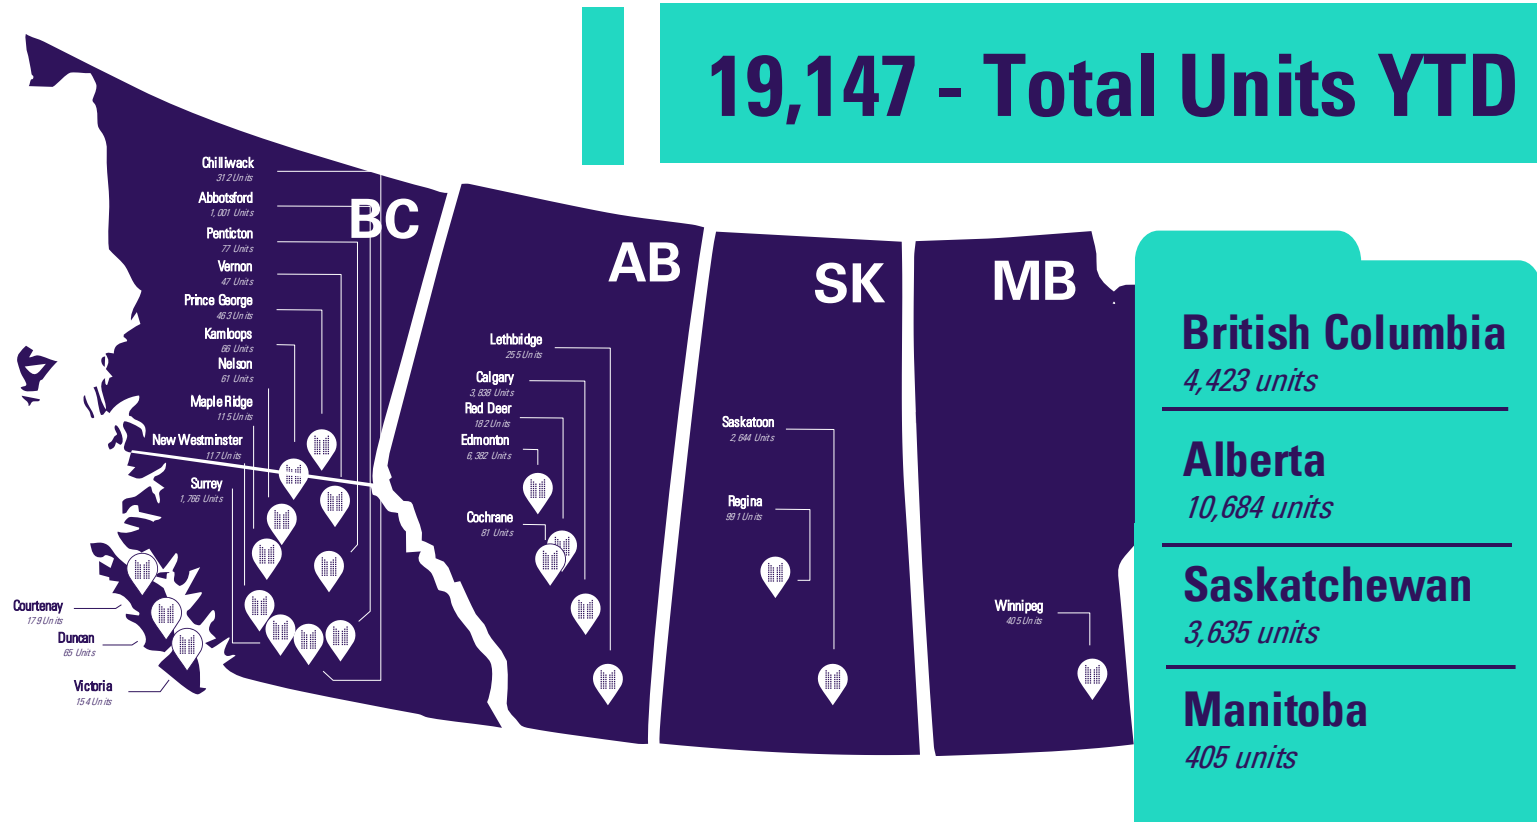 19,147 - Total Units YTD
Chilliwack
312 Units
Abbotsford
1,001 Units
Penticton
77 Units
Vernon
47 Units
Prince George
463 Units
Kamloops
66 Units
Nelson
61 Units
Maple Ridge
115 Units
New Westminster
117 Units
Surrey
1,766 Units
Courtenay
179 Units
Duncan
65 Units
Victoria
154 Units
BC
AB
Lethbridge
255 Units
Calgary
3,838 Units
Red Deer
182 Units
Edmonton
6,382 Units
Cochrane
81 Units
SK
Saskatoon
2,644 Units
Regina
991 Units
MB
Winnipeg
405 Units
British Columbia
4,423 units
Alberta
10,684 units
Saskatchewan
3,635 units
Manitoba
405 units